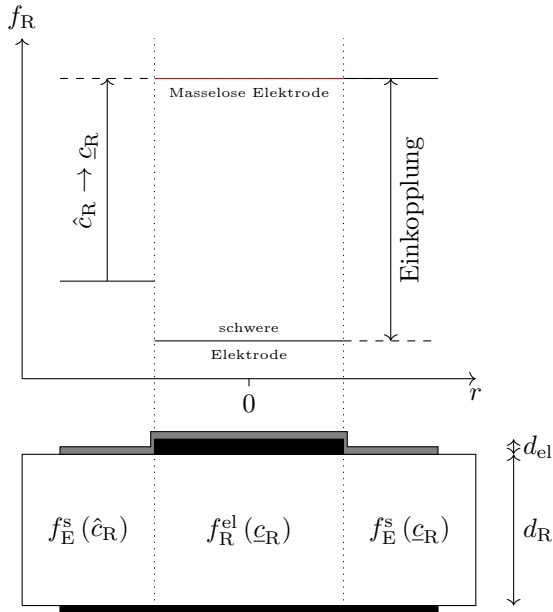 f_R
Masselose Elektrode
ĉ_R → c̲_R
Einkopplung
schwere
Elektrode
r
0
d_el
f_E^s (ĉ_R)
f_R^el (c̲_R)
f_E^s (c̲_R)
d_R